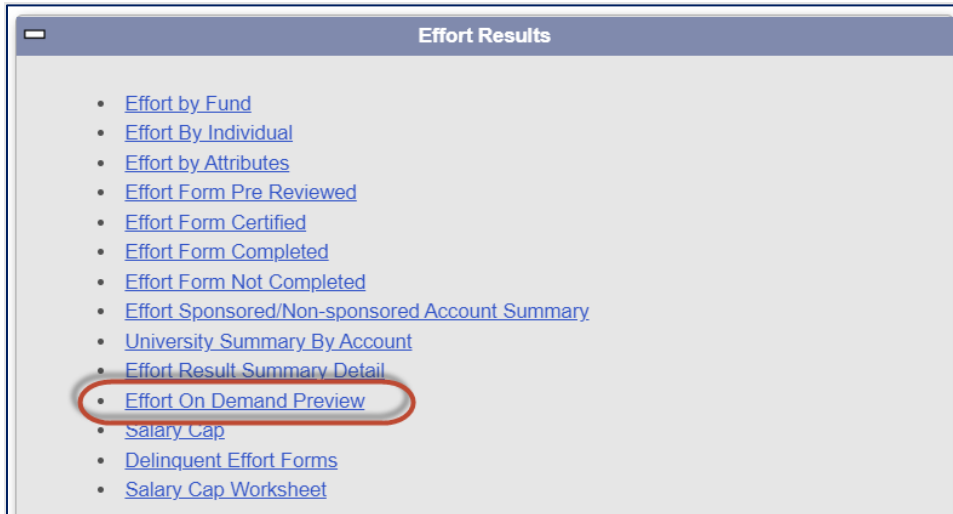 Effort Results
Effort by Fund
Effort By Individual
Effort by Attributes
Effort Form Pre Reviewed
Effort Form Certified
Effort Form Completed
Effort Form Not Completed
Effort Sponsored/Non-sponsored Account Summary
University Summary By Account
Effort Result Summary Detail
Effort On Demand Preview
Salary Cap
Delinquent Effort Forms
Salary Cap Worksheet